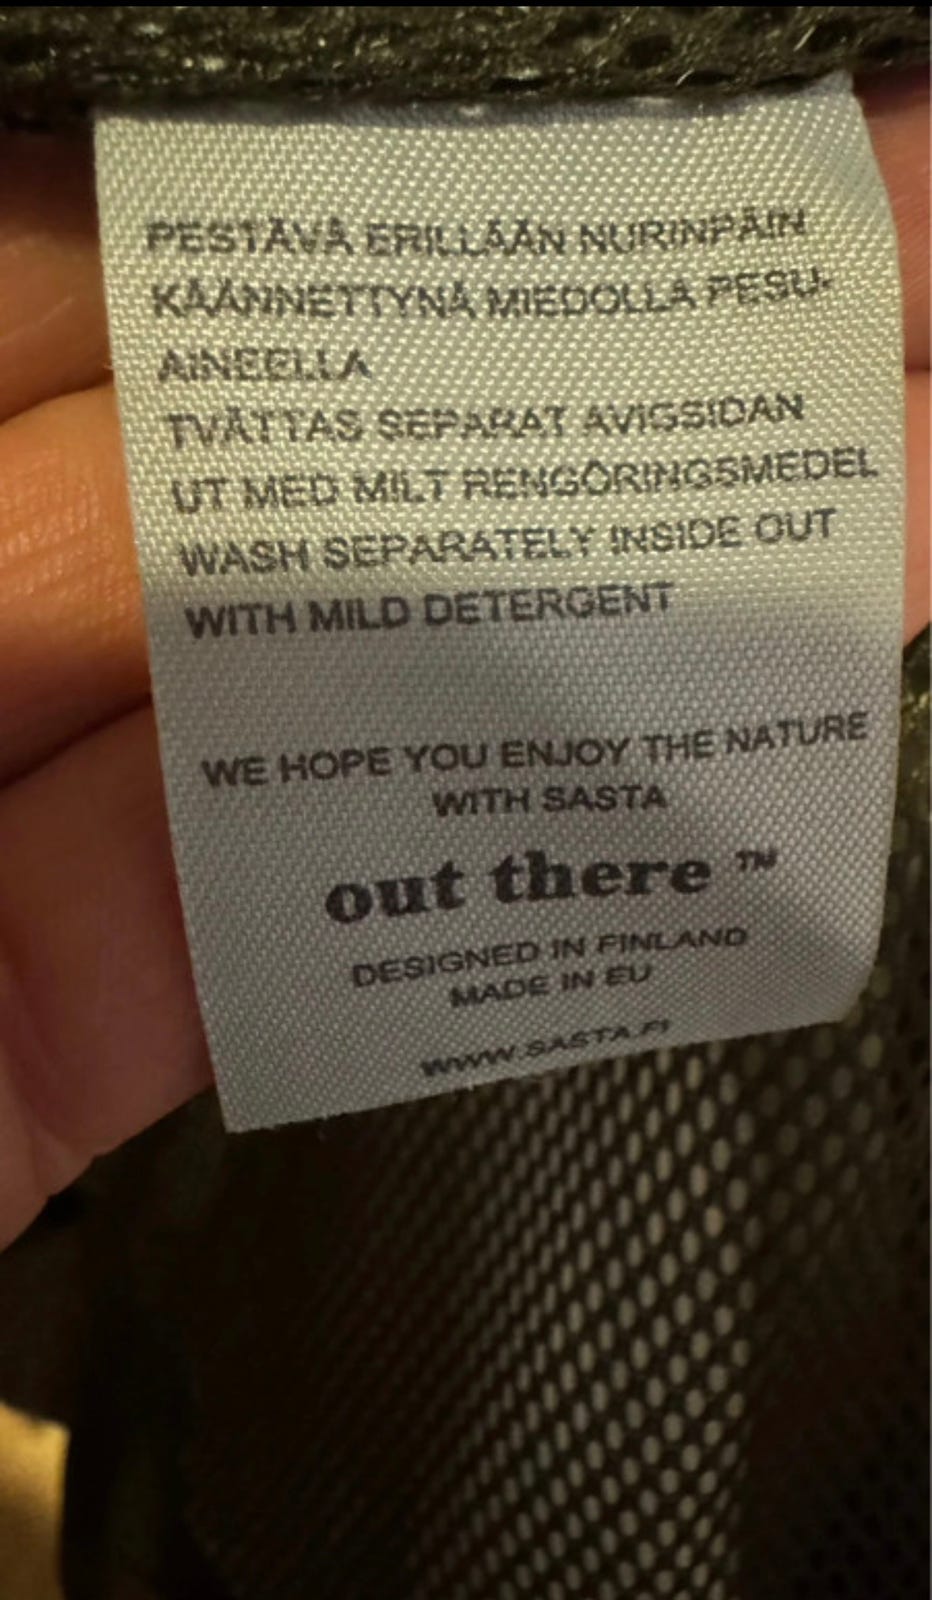 PESTÄVÄ ERILLÄÄN NURINPÄIN
KÄÄNNETTYNÄ MIEDOLLA PESU-
AINEELLA
TVÄTTAS SEPARAT AVIGSIDAN
UT MED MILT RENGÖRINGSMEDEL
WASH SEPARATELY INSIDE OUT
WITH MILD DETERGENT
WE HOPE YOU ENJOY THE NATURE
WITH SASTA
out there ™
DESIGNED IN FINLAND
MADE IN EU
WWW.SASTA.FI